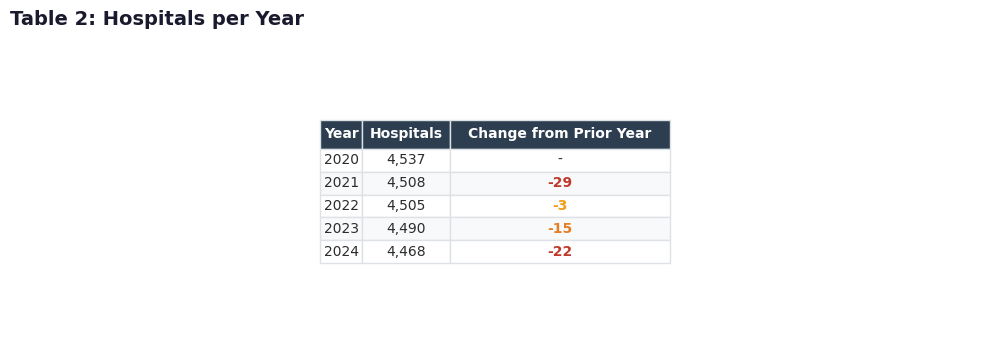 Table 2: Hospitals per Year
Year Hospitals Change from Prior Year
2020 4,537 -
2021 4,508 -29
2022 4,505 -3
2023 4,490 -15
2024 4,468 -22